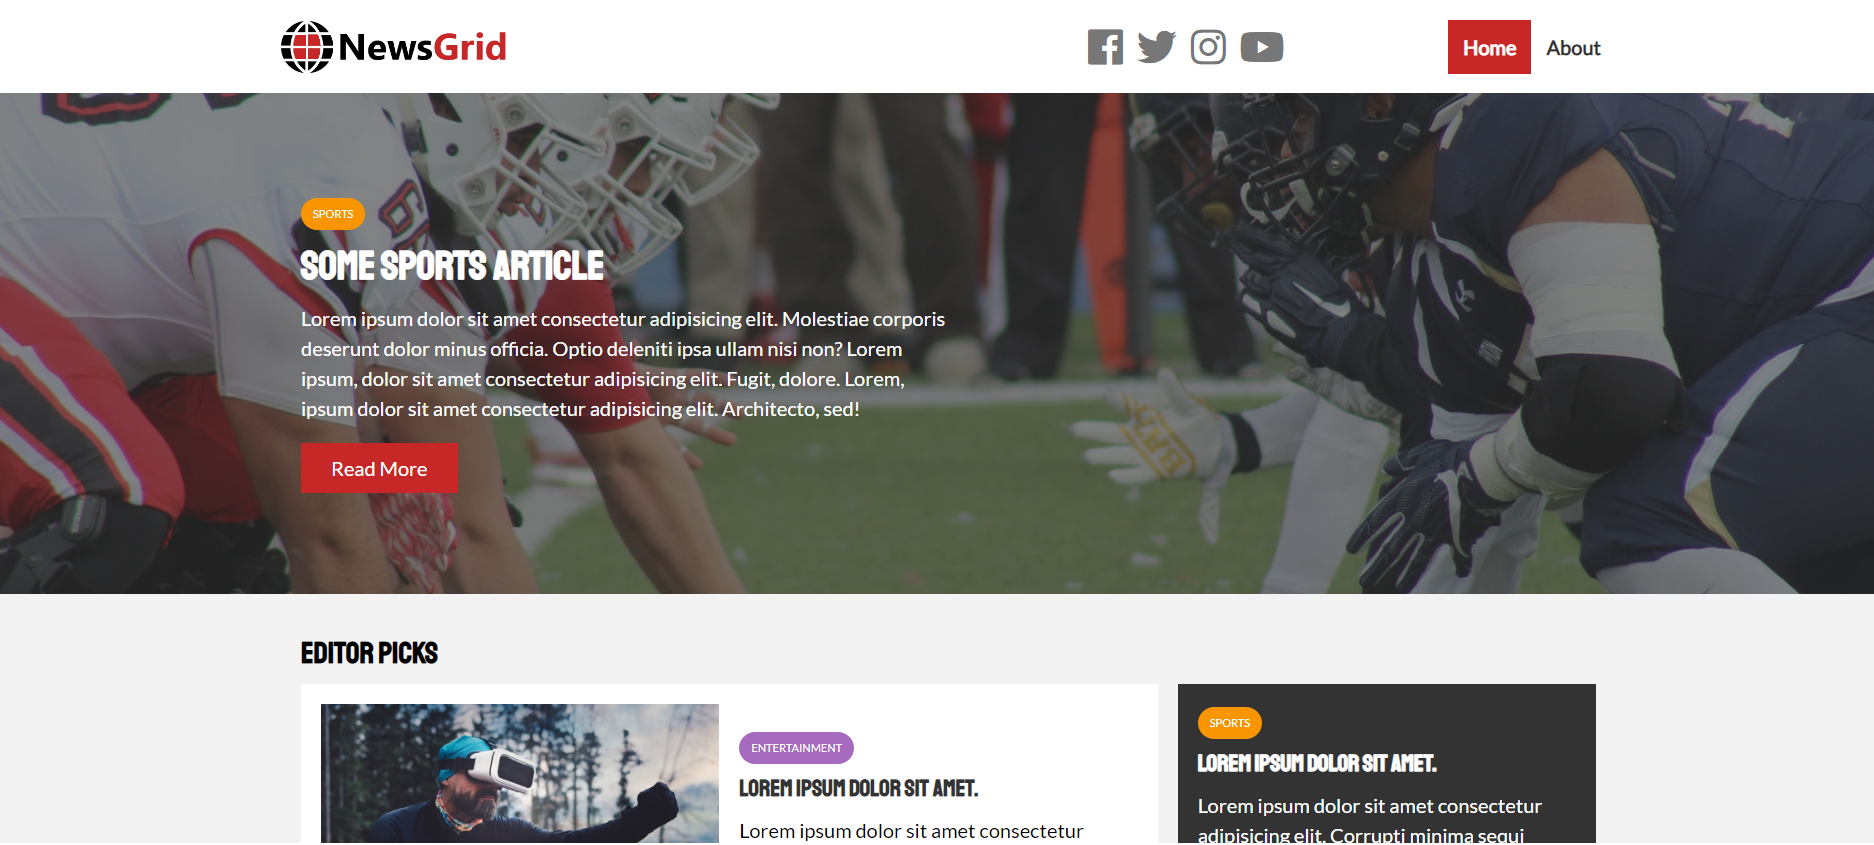 NewsGrid
Home
About
SPORTS
SOME SPORTS ARTICLE
Lorem ipsum dolor sit amet consectetur adipisicing elit. Molestiae corporis
deserunt dolor minus officia. Optio deleniti ipsa ullam nisi non? Lorem
ipsum, dolor sit amet consectetur adipisicing elit. Fugit, dolore. Lorem,
ipsum dolor sit amet consectetur adipisicing elit. Architecto, sed!
Read More
EDITOR PICKS
ENTERTAINMENT
LOREM IPSUM DOLOR SIT AMET.
Lorem ipsum dolor sit amet consectetur
SPORTS
LOREM IPSUM DOLOR SIT AMET.
Lorem ipsum dolor sit amet consectetur
adipisicing elit. Corrupti minima sequi